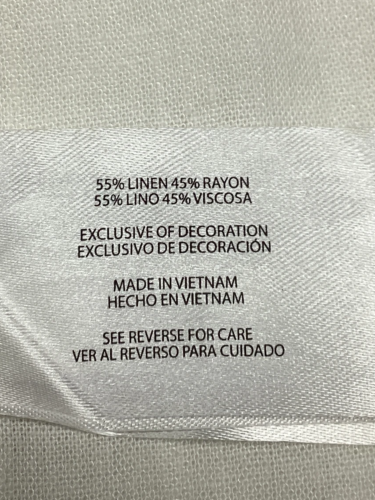 55% LINEN 45% RAYON
55% LINO 45% VISCOSA
EXCLUSIVE OF DECORATION
EXCLUSIVO DE DECORACIÓN
MADE IN VIETNAM
HECHO EN VIETNAM
SEE REVERSE FOR CARE
VER AL REVERSO PARA CUIDADO